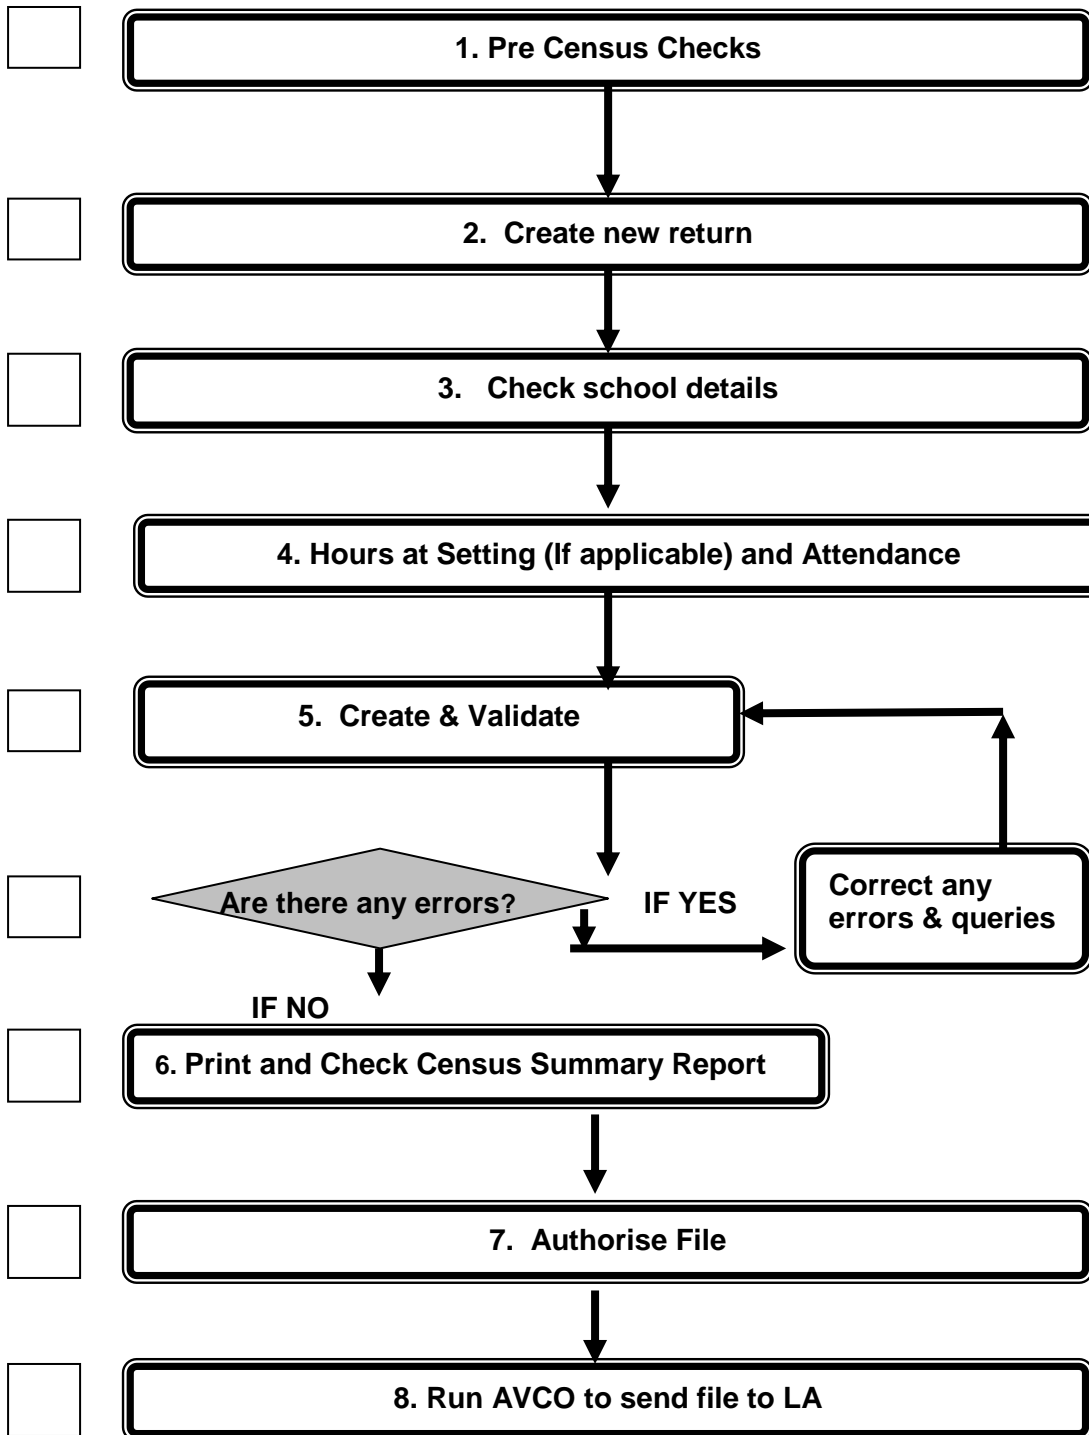 1. Pre Census Checks
2. Create new return
3. Check school details
4. Hours at Setting (If applicable) and Attendance
5. Create & Validate
Are there any errors?
IF YES
Correct any
errors & queries
IF NO
6. Print and Check Census Summary Report
7. Authorise File
8. Run AVCO to send file to LA